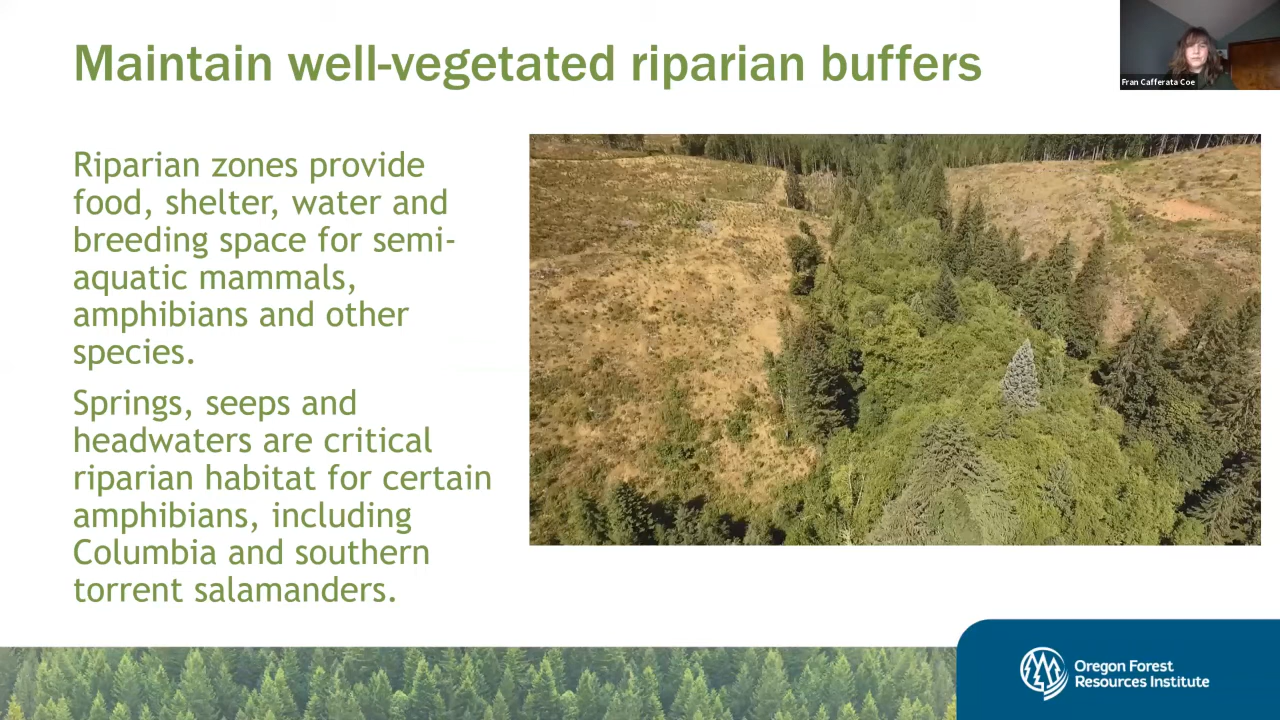 Maintain well-vegetated riparian buffers
Fran Cafferata Coe
Riparian zones provide
food, shelter, water and
breeding space for semi-
aquatic mammals,
amphibians and other
species.
Springs, seeps and
headwaters are critical
riparian habitat for certain
amphibians, including
Columbia and southern
torrent salamanders.
Oregon Forest
Resources Institute